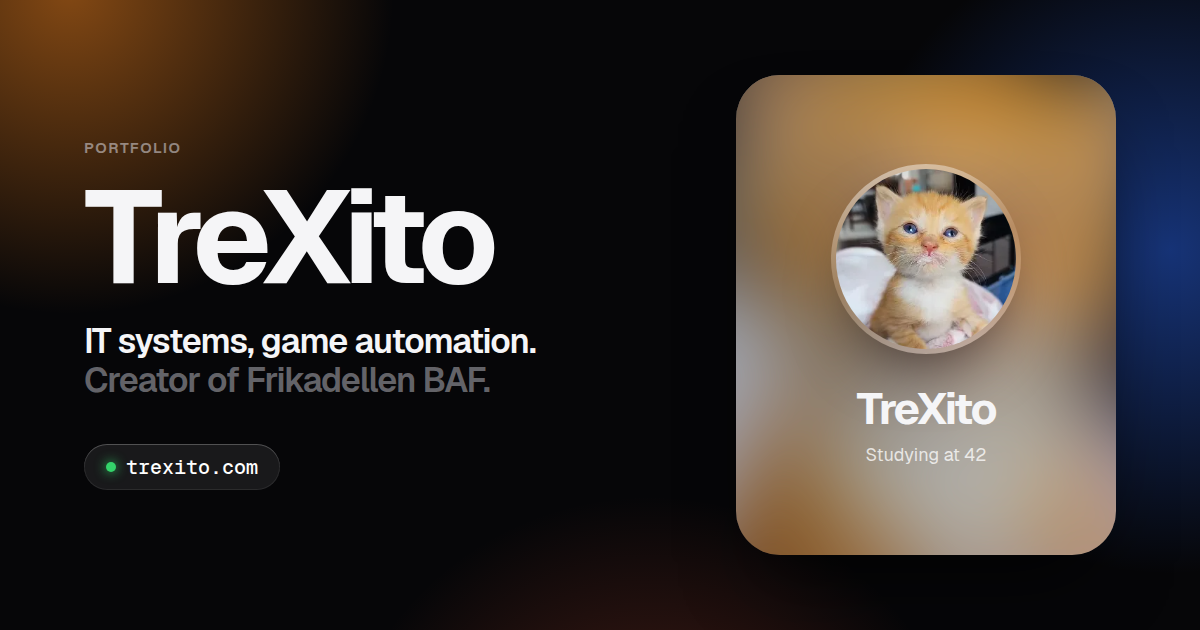 PORTFOLIO
TreXito
IT systems, game automation.
Creator of Frikadellen BAF.
trexito.com
TreXito
Studying at 42